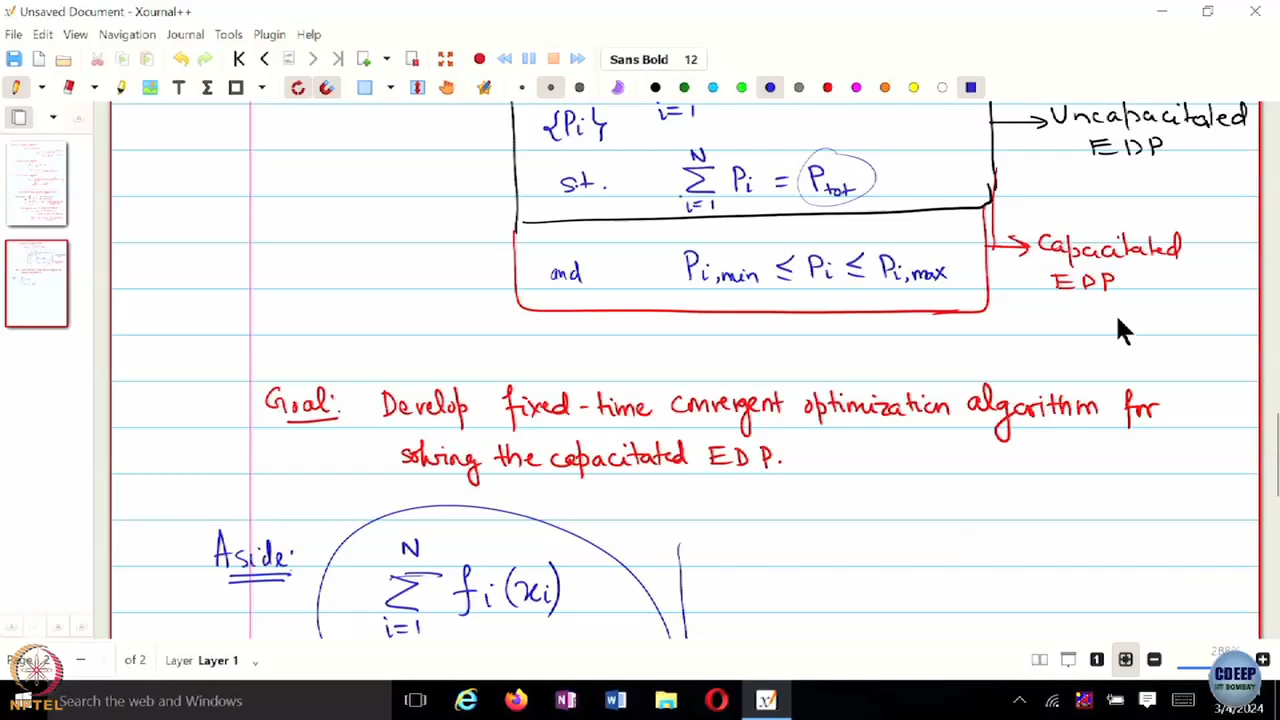 Unsaved Document - Xournal++
File Edit View Navigation Journal Tools Plugin Help
Sans Bold 12
{Pi} i=1
Uncapacitated
EDP
s.t. N
∑ Pi = Ptot
i=1
and Pi,min ≤ Pi ≤ Pi,max
Capacitated
EDP
Goal: Develop fixed-time convergent optimization algorithm for
solving the capacitated EDP.
Aside: N
∑ fi(xi)
i=1
of 2 Layer Layer 1
288%
CDEEP
IIT BOMBAY
NPTEL
Search the web and Windows
3/4/2024